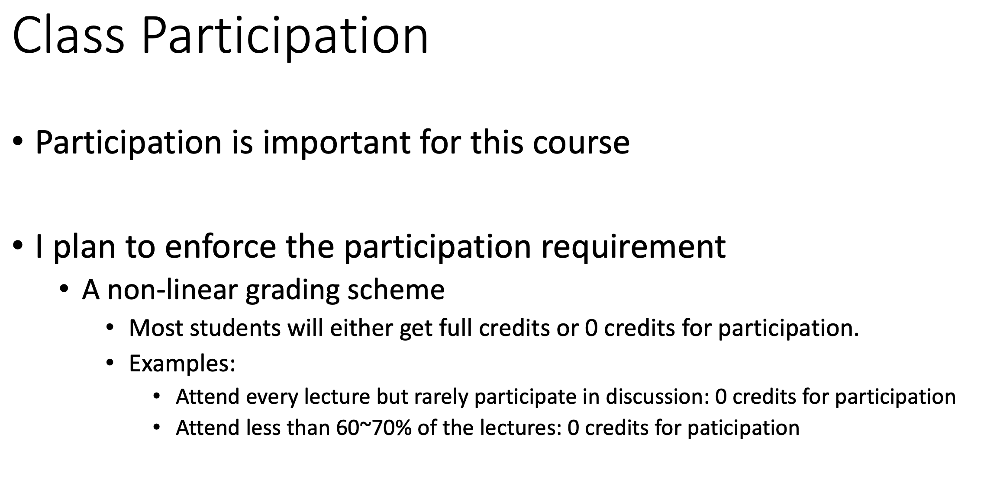 Class Participation
• Participation is important for this course
• I plan to enforce the participation requirement
• A non-linear grading scheme
• Most students will either get full credits or 0 credits for participation.
• Examples:
• Attend every lecture but rarely participate in discussion: 0 credits for participation
• Attend less than 60~70% of the lectures: 0 credits for paticipation